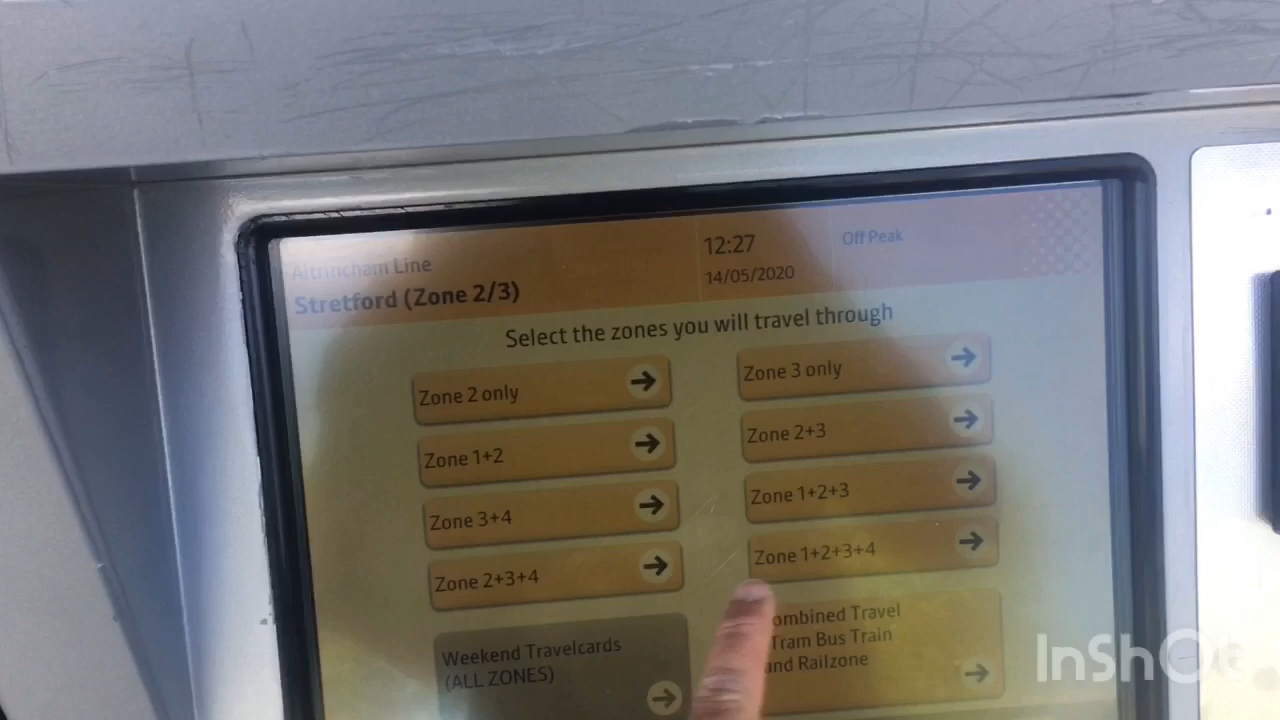 Altrincham Line
Stretford (Zone 2/3)
12:27
14/05/2020
Off Peak
Select the zones you will travel through
Zone 2 only
Zone 3 only
Zone 1+2
Zone 2+3
Zone 3+4
Zone 1+2+3
Zone 2+3+4
Zone 1+2+3+4
Weekend Travelcards
(ALL ZONES)
ombined Travel
Tram Bus Train
and Railzone
InShOt